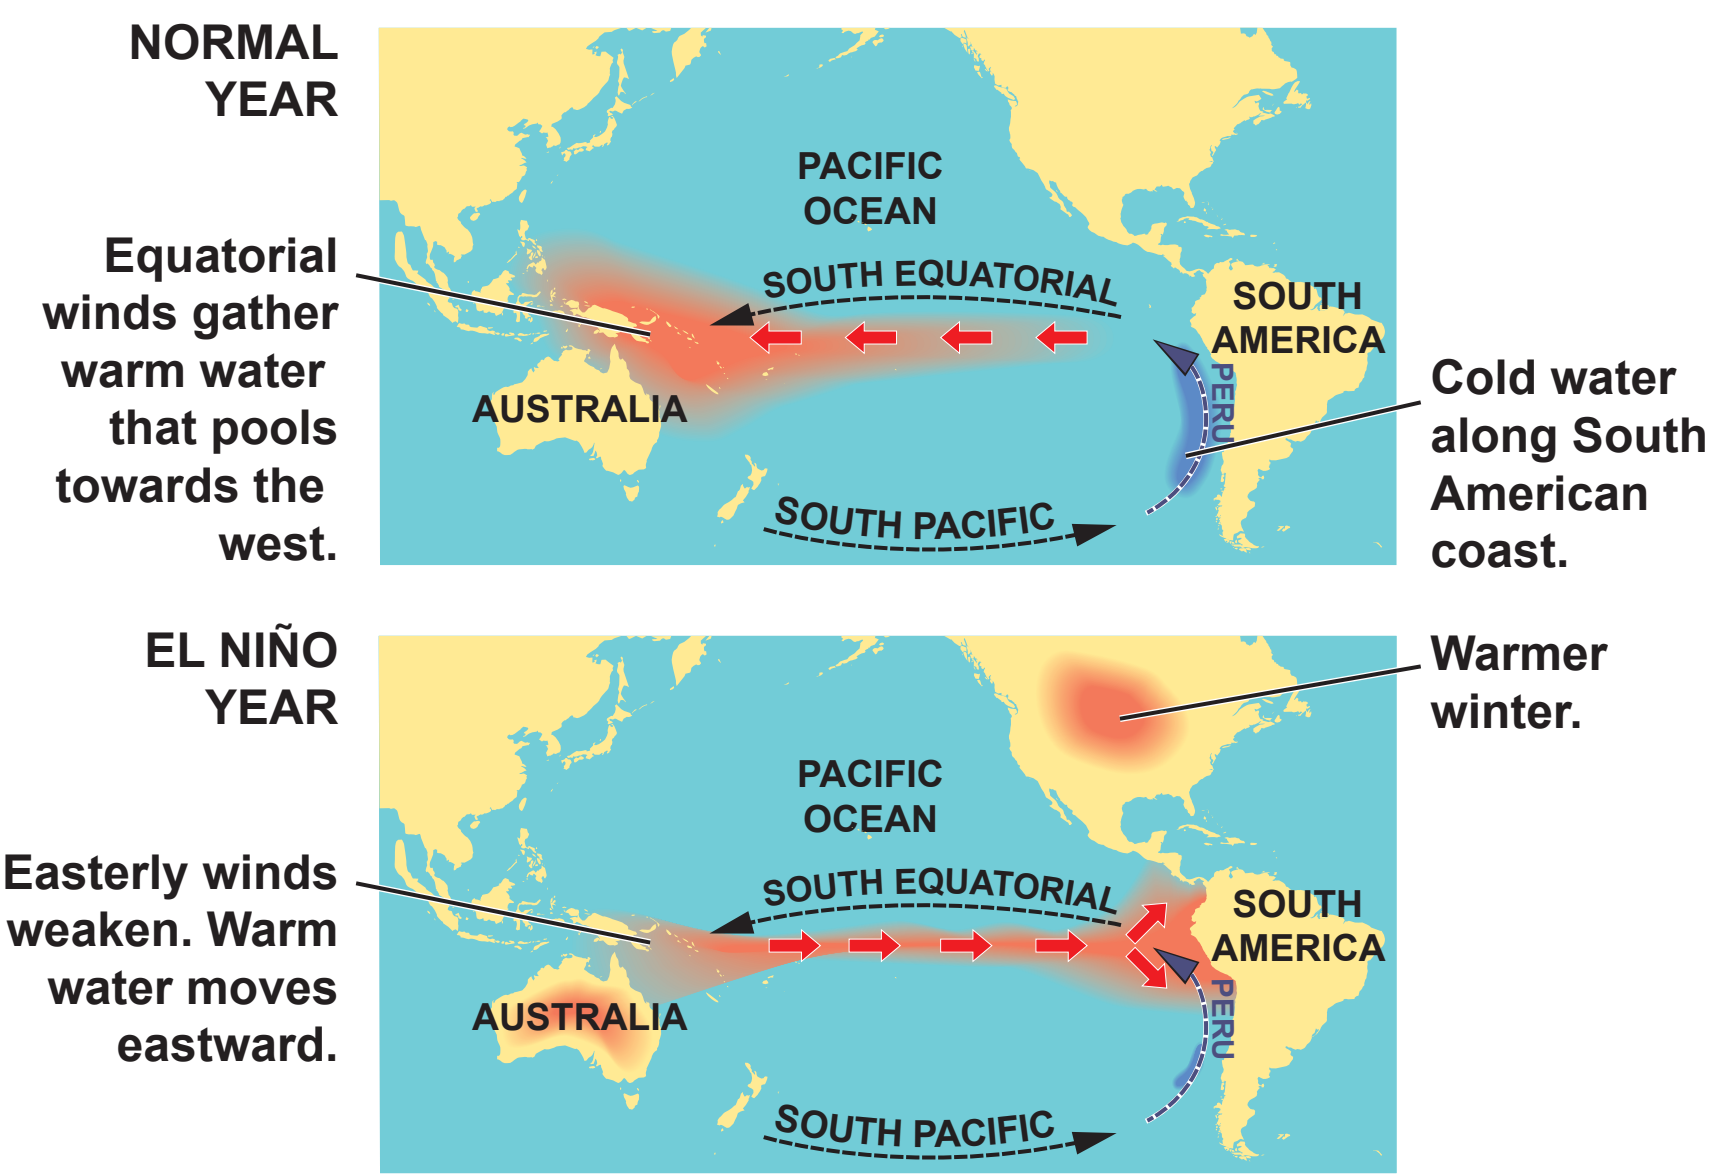 NORMAL
YEAR
PACIFIC
OCEAN
Equatorial
winds gather
warm water
that pools
towards the
west.
SOUTH EQUATORIAL
SOUTH
AMERICA
AUSTRALIA
PERU
Cold water
along South
American
coast.
SOUTH PACIFIC
EL NIÑO
YEAR
Warmer
winter.
PACIFIC
OCEAN
Easterly winds
weaken. Warm
water moves
eastward.
SOUTH EQUATORIAL
SOUTH
AMERICA
AUSTRALIA
PERU
SOUTH PACIFIC